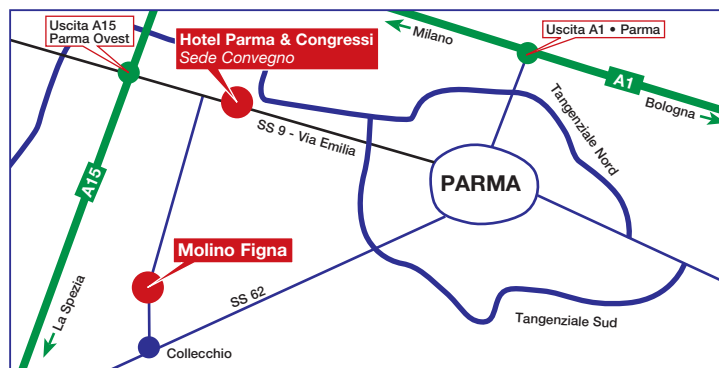 Uscita A15
Parma Ovest
Hotel Parma & Congressi
Sede Convegno
Milano
Uscita A1 • Parma
A1
Bologna
Tangenziale Nord
SS 9 - Via Emilia
PARMA
A15
Molino Figna
La Spezia
SS 62
Tangenziale Sud
Collecchio